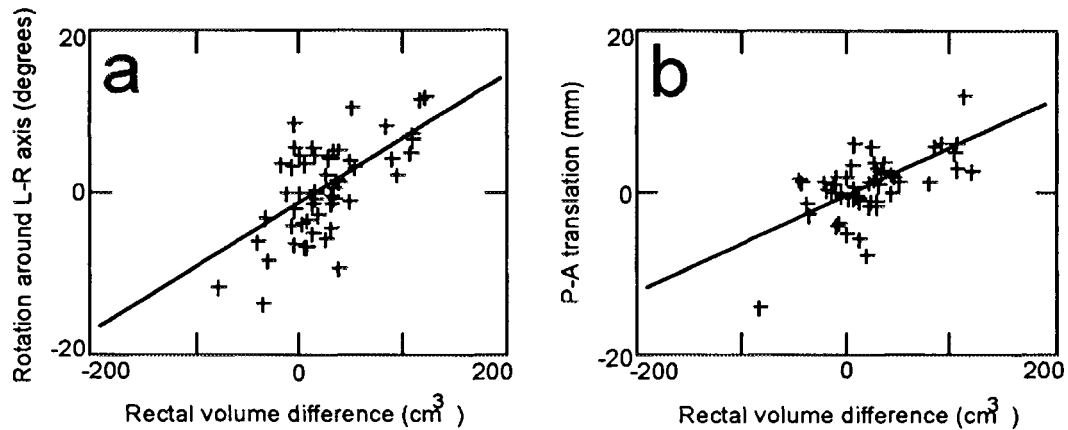 a
Rotation around L-R axis (degrees)
20
0
-20
-200
0
200
Rectal volume difference (cm³ )
b
P-A translation (mm)
20
0
-20
-200
0
200
Rectal volume difference (cm³ )